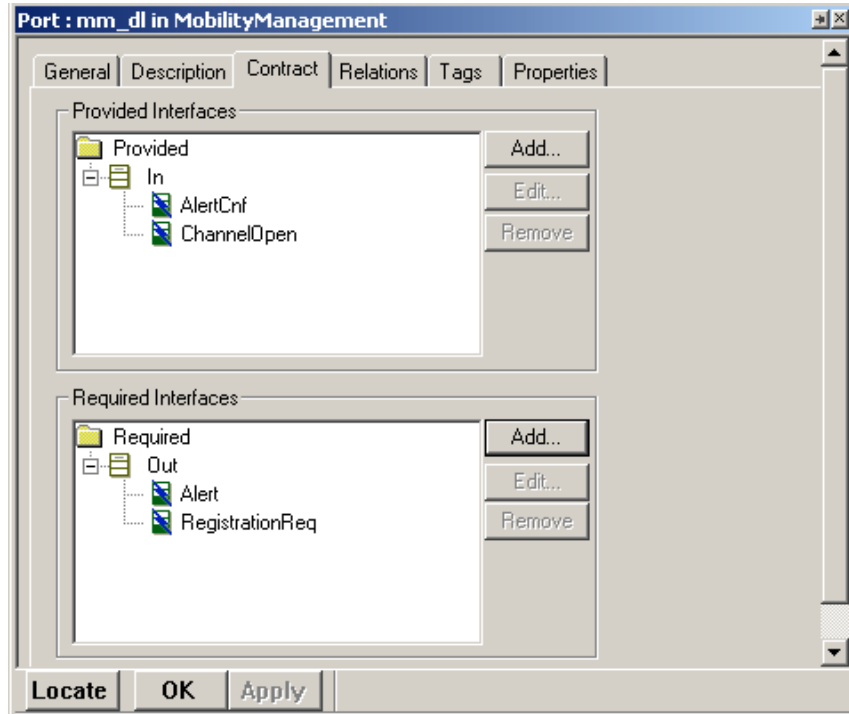 Port : mm_dl in MobilityManagement
General Description Contract Relations Tags Properties
Provided Interfaces
Provided Add...
In Edit...
AlertCnf
ChannelOpen Remove
Required Interfaces
Required Add...
Out Edit...
Alert
RegistrationReq Remove
Locate OK Apply